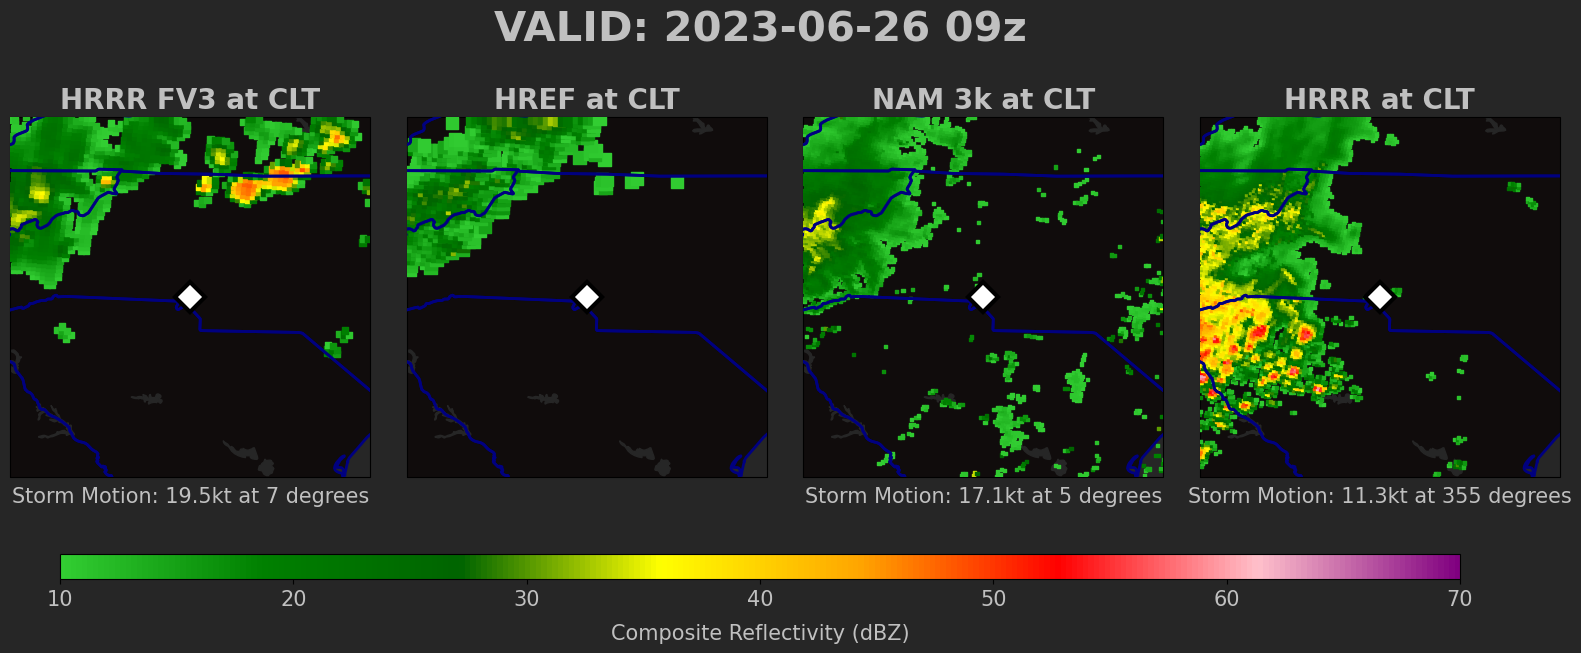 VALID: 2023-06-26 09z
HRRR FV3 at CLT
HREF at CLT
NAM 3k at CLT
HRRR at CLT
Storm Motion: 19.5kt at 7 degrees
Storm Motion: 17.1kt at 5 degrees
Storm Motion: 11.3kt at 355 degrees
10 20 30 40 50 60 70
Composite Reflectivity (dBZ)